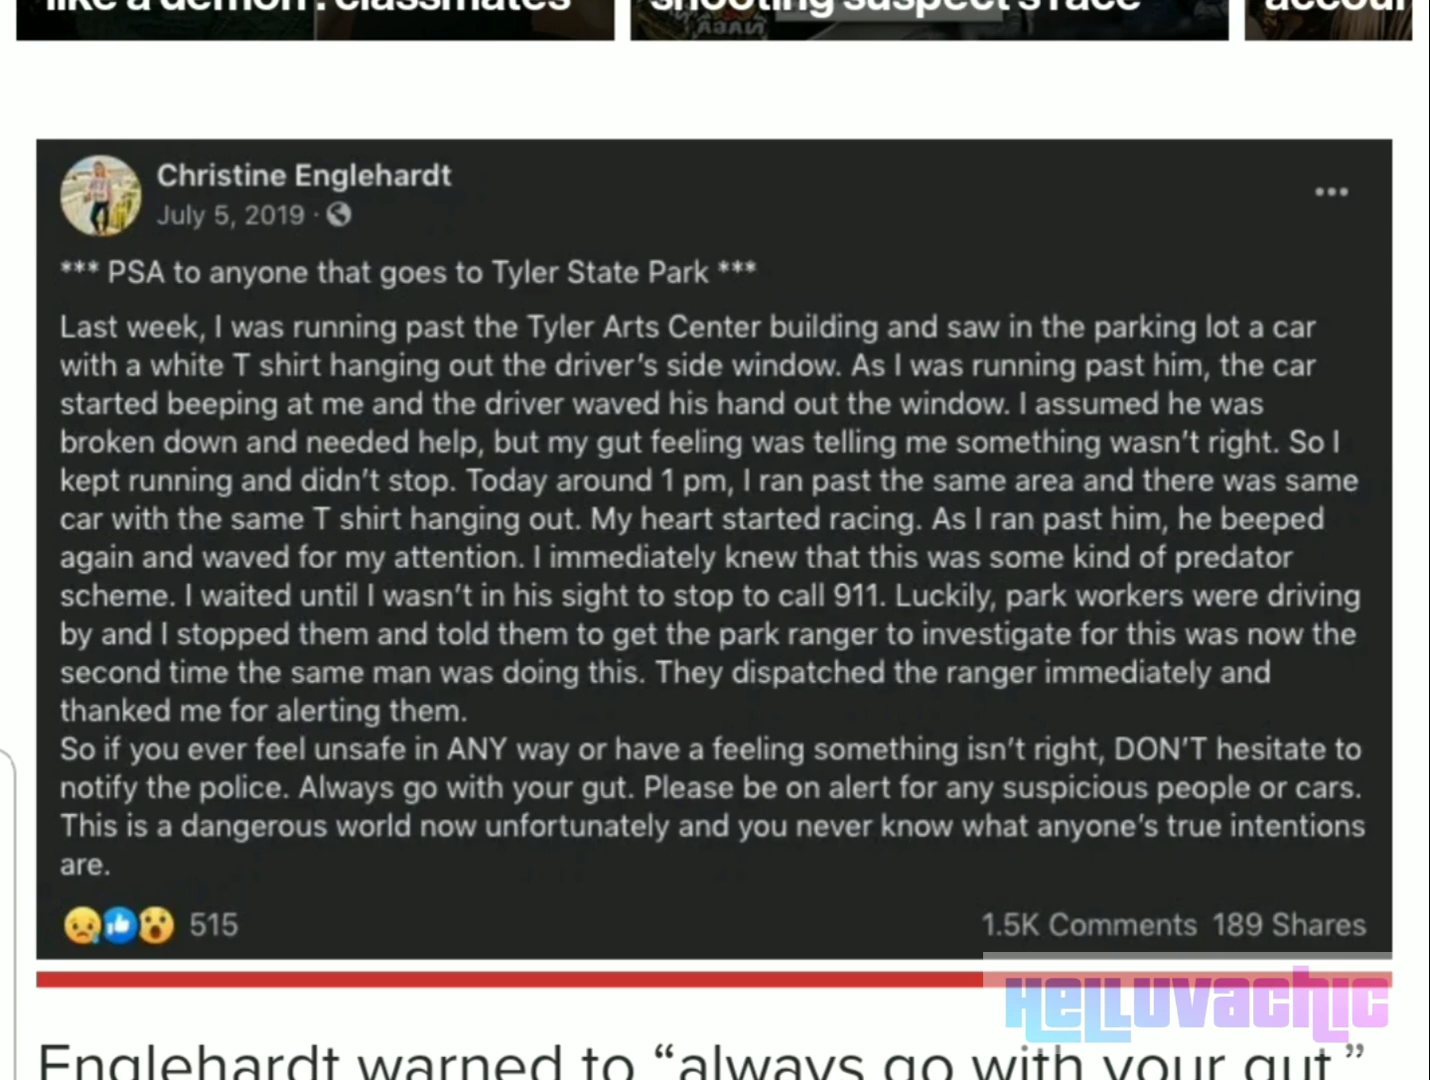 like a demon': classmates
shooting suspect's race
Christine Englehardt
July 5, 2019 ·
*** PSA to anyone that goes to Tyler State Park ***
Last week, I was running past the Tyler Arts Center building and saw in the parking lot a car
with a white T shirt hanging out the driver's side window. As I was running past him, the car
started beeping at me and the driver waved his hand out the window. I assumed he was
broken down and needed help, but my gut feeling was telling me something wasn't right. So I
kept running and didn't stop. Today around 1 pm, I ran past the same area and there was same
car with the same T shirt hanging out. My heart started racing. As I ran past him, he beeped
again and waved for my attention. I immediately knew that this was some kind of predator
scheme. I waited until I wasn't in his sight to stop to call 911. Luckily, park workers were driving
by and I stopped them and told them to get the park ranger to investigate for this was now the
second time the same man was doing this. They dispatched the ranger immediately and
thanked me for alerting them.
So if you ever feel unsafe in ANY way or have a feeling something isn't right, DON'T hesitate to
notify the police. Always go with your gut. Please be on alert for any suspicious people or cars.
This is a dangerous world now unfortunately and you never know what anyone's true intentions
are.
515
1.5K Comments 189 Shares
HeLLUVacHic
Englehardt warned to “always go with your gut.”